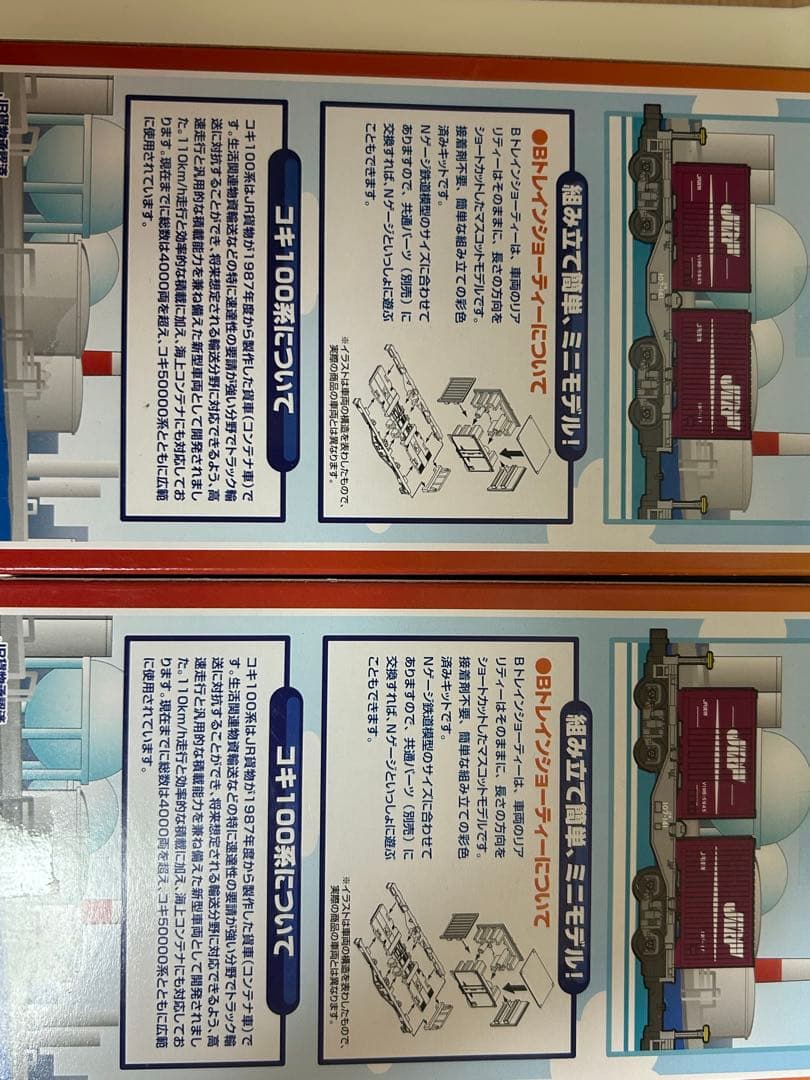 組み立て簡単、ミニモデル!
●Bトレインショーティーについて
Bトレインショーティーは、車両のリア
リティーはそのままに、長さの方向を
ショートカットしたマスコットモデルです。
接着剤不要、簡単な組み立ての彩色
済みキットです。
Nゲージ鉄道模型のサイズに合わせて
ありますので、共通パーツ(別売)に
交換すれば、Nゲージといっしょに遊ぶ
こともできます。
※イラストは車両の構造を表わしたもので、
実際の商品の車両とは異なります。
コキ100系について
コキ100系はJR貨物が1987年度から製作した貨車(コンテナ車)で
す。生活関連物資輸送などの特に速達性の要請が強い分野でトラック輸
送に対抗することができ、将来想定される輸送分野に対応できるよう、高
速走行と汎用的な積載能力を兼ね備えた新型車両として開発されまし
た。110km/h走行と効率的な積載に加え、海上コンテナにも対応してお
ります。現在までに総数は4000両を超え、コキ50000系とともに広範
に使用されています。
JR貨物承認済
組み立て簡単、ミニモデル!
●Bトレインショーティーについて
Bトレインショーティーは、車両のリア
リティーはそのままに、長さの方向を
ショートカットしたマスコットモデルです。
接着剤不要、簡単な組み立ての彩色
済みキットです。
Nゲージ鉄道模型のサイズに合わせて
ありますので、共通パーツ(別売)に
交換すれば、Nゲージといっしょに遊ぶ
こともできます。
※イラストは車両の構造を表わしたもので、
実際の商品の車両とは異なります。
コキ100系について
コキ100系はJR貨物が1987年度から製作した貨車(コンテナ車)で
す。生活関連物資輸送などの特に速達性の要請が強い分野でトラック輸
送に対抗することができ、将来想定される輸送分野に対応できるよう、高
速走行と汎用的な積載能力を兼ね備えた新型車両として開発されまし
た。110km/h走行と効率的な積載に加え、海上コンテナにも対応してお
ります。現在までに総数は4000両を超え、コキ50000系とともに広範
に使用されています。